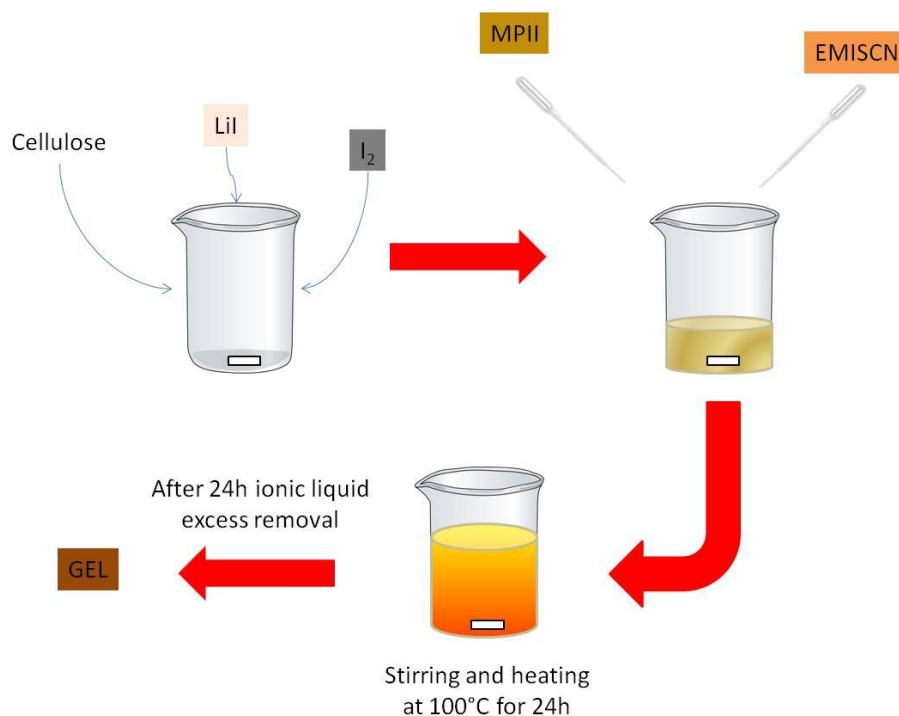 MPII
EMISCN
Cellulose
LiI
I₂
After 24h ionic liquid
excess removal
GEL
Stirring and heating
at 100°C for 24h